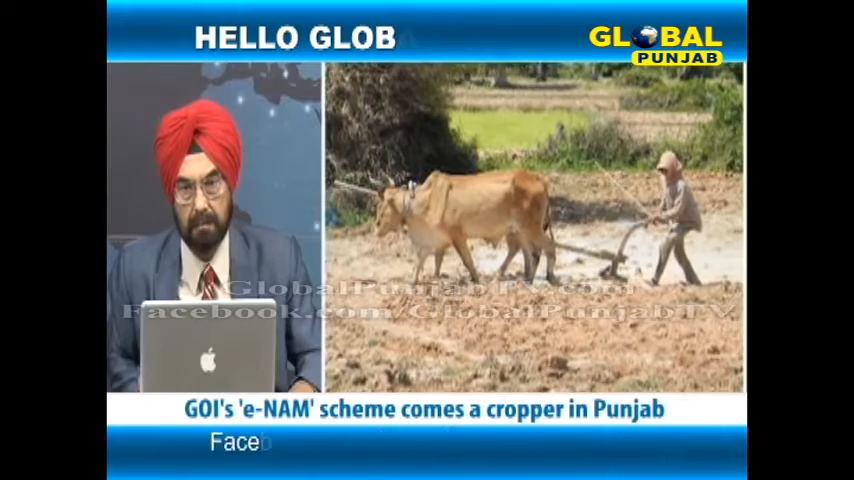 HELLO GLOB
GLOBAL
PUNJAB
GlobalPunjabTV.com
Facebook.com/GlobalPunjabTV
GOI's 'e-NAM' scheme comes a cropper in Punjab
Face